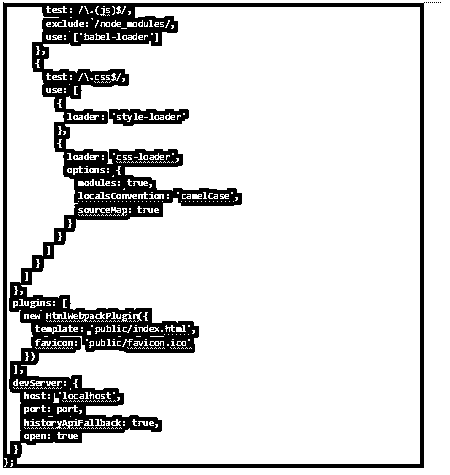 test: /\.(js)$/,
exclude: /node_modules/,
use: ['babel-loader']
},
{
test: /\.css$/,
use: [
{
loader: 'style-loader'
},
{
loader: 'css-loader',
options: {
modules: true,
localsConvention: 'camelCase',
sourceMap: true
}
}
]
}
]
},
plugins: [
new HtmlWebpackPlugin({
template: 'public/index.html',
favicon: 'public/favicon.ico'
})
],
devServer: {
host: 'localhost',
port: port,
historyApiFallback: true,
open: true
}
};